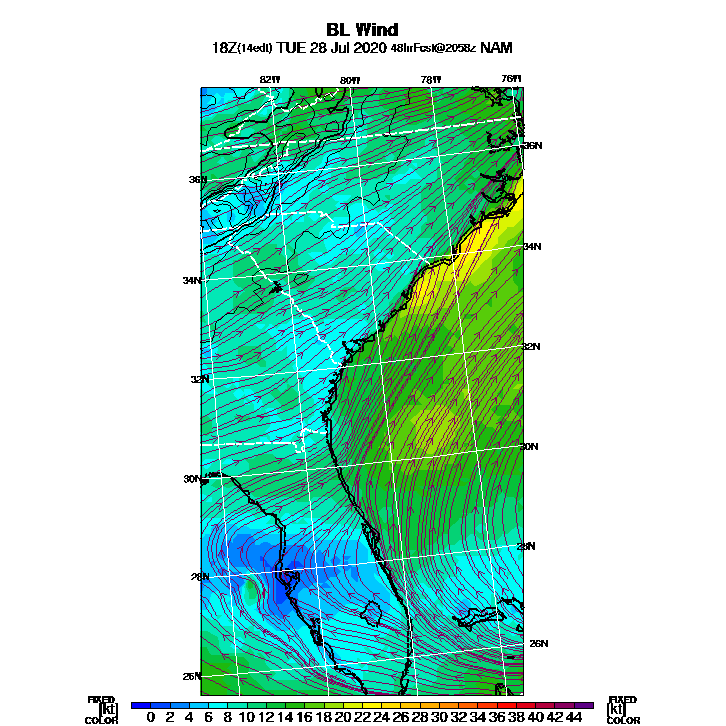 BL Wind
18Z(14edt) TUE 28 Jul 2020 48hrFcst@2058z NAM
82W 80W 78W 76W
36N
36N
34N
34N
32N
32N
30N
30N
28N
28N
26N
26N
FIXED [kt] COLOR
0 2 4 6 8 10 12 14 16 18 20 22 24 26 28 30 32 34 36 38 40 42 44
FIXED [kt] COLOR